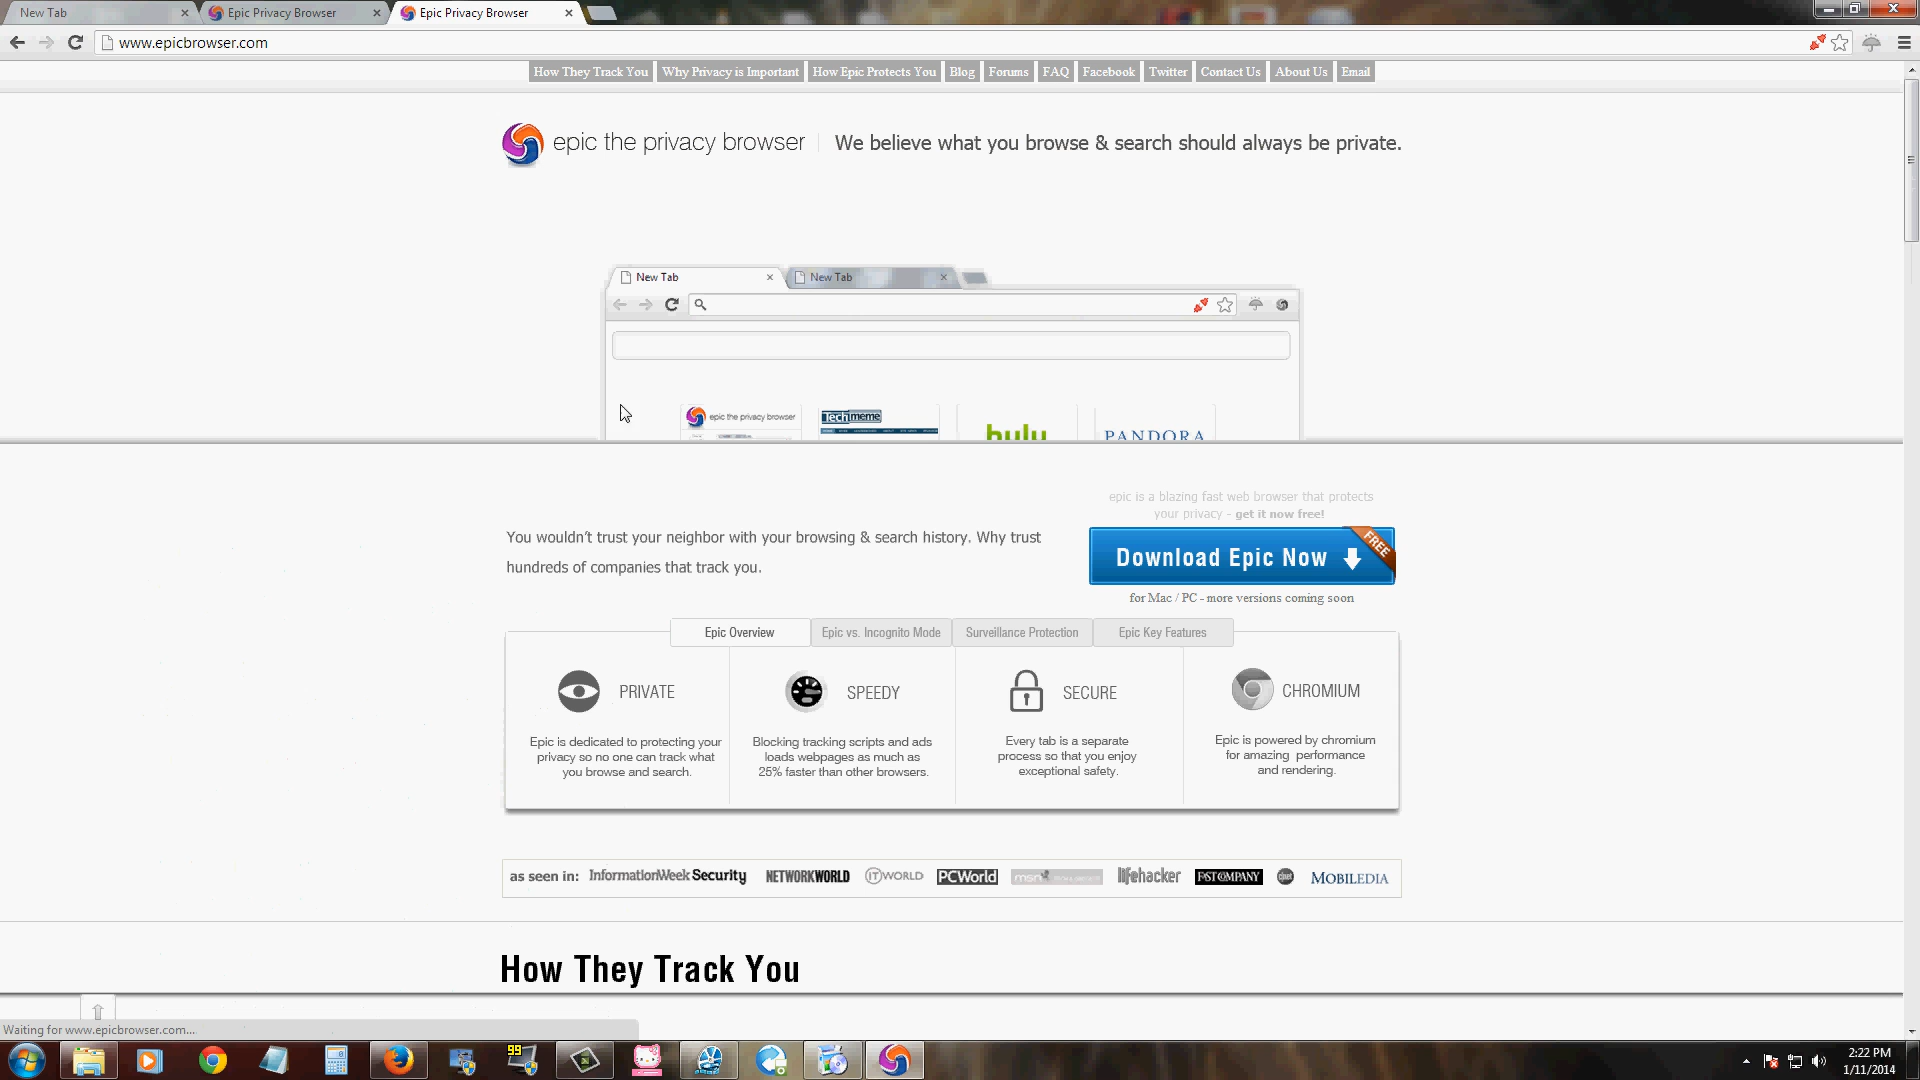 New Tab
Epic Privacy Browser
Epic Privacy Browser
www.epicbrowser.com
How They Track You
Why Privacy is Important
How Epic Protects You
Blog
Forums
FAQ
Facebook
Twitter
Contact Us
About Us
Email
epic the privacy browser
We believe what you browse & search should always be private.
New Tab
New Tab
epic the privacy browser
Techmeme
hulu
PANDORA
epic is a blazing fast web browser that protects
your privacy - get it now free!
You wouldn't trust your neighbor with your browsing & search history. Why trust
hundreds of companies that track you.
Download Epic Now
FREE
for Mac / PC - more versions coming soon
Epic Overview
Epic vs. Incognito Mode
Surveillance Protection
Epic Key Features
PRIVATE
Epic is dedicated to protecting your
privacy so no one can track what
you browse and search.
SPEEDY
Blocking tracking scripts and ads
loads webpages as much as
25% faster than other browsers.
SECURE
Every tab is a separate
process so that you enjoy
exceptional safety.
CHROMIUM
Epic is powered by chromium
for amazing performance
and rendering.
as seen in:
InformationWeek Security
NETWORKWORLD
ITWORLD
PCWorld
msn
lifehacker
FAST COMPANY
cnet
MOBILEDIA
How They Track You
Waiting for www.epicbrowser.com...
99
2:22 PM
1/11/2014